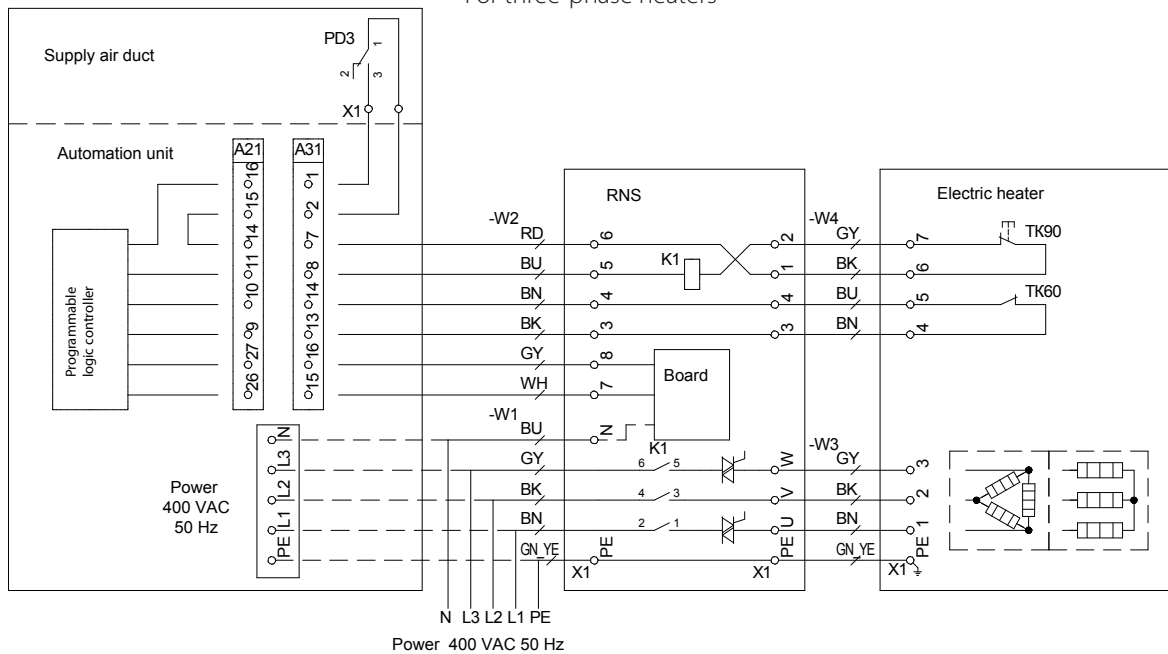 For three-phase heaters
Supply air duct
PD3
1
2
3
X1
Automation unit
A21
A31
16
15
14
11
10
9
27
26
1
2
7
8
14
13
16
15
Programmable
logic controller
N
L3
L2
L1
PE
Power
400 VAC
50 Hz
-W2
RD
BU
BN
BK
GY
WH
-W1
BU
GY
BK
BN
GN_YE
N L3 L2 L1 PE
Power 400 VAC 50 Hz
RNS
6
5
4
3
8
7
N
PE
X1
K1
Board
K1
6 5
4 3
2 1
2
1
4
3
W
V
U
PE
X1
-W4
GY
BK
BU
BN
-W3
GY
BK
BN
GN_YE
Electric heater
7
6
5
4
3
2
1
PE
X1
TK90
TK60